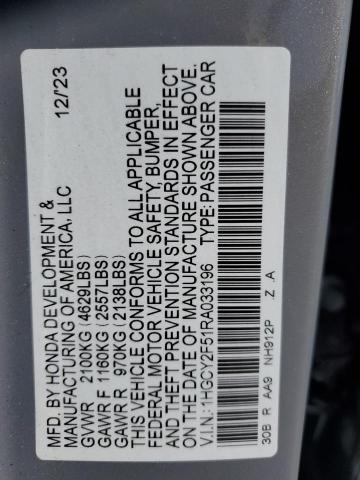 MFD. BY HONDA DEVELOPMENT &
MANUFACTURING OF AMERICA, LLC 12/'23
GVWR 2100KG (4629LBS)
GAWR F 1160KG (2557LBS)
GAWR R 970KG (2138LBS)
THIS VEHICLE CONFORMS TO ALL APPLICABLE
FEDERAL MOTOR VEHICLE SAFETY, BUMPER,
AND THEFT PREVENTION STANDARDS IN EFFECT
ON THE DATE OF MANUFACTURE SHOWN ABOVE.
V.I.N.:1HGCY2F51RA033196 TYPE:PASSENGER CAR
30B R AA9 NH912P .Z .A